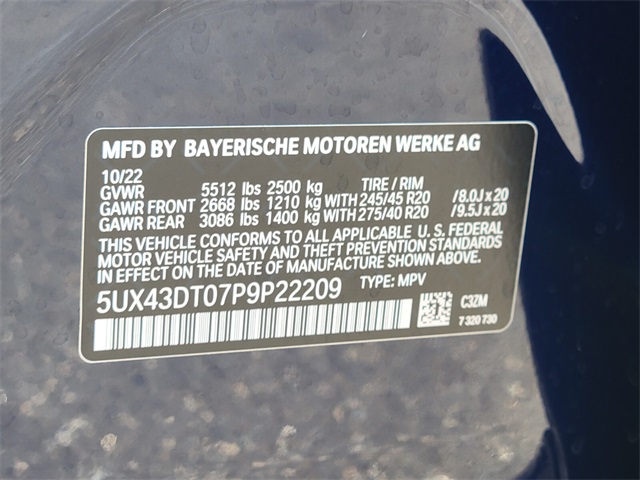 MFD BY BAYERISCHE MOTOREN WERKE AG
10/22
GVWR 5512 lbs 2500 kg TIRE / RIM
GAWR FRONT 2668 lbs 1210 kg WITH 245/45 R20 /8.0J x 20
GAWR REAR 3086 lbs 1400 kg WITH 275/40 R20 /9.5J x 20
THIS VEHICLE CONFORMS TO ALL APPLICABLE U. S. FEDERAL
MOTOR VEHICLE SAFETY AND THEFT PREVENTION STANDARDS
IN EFFECT ON THE DATE OF MANUFACTURE SHOWN ABOVE.
5UX43DT07P9P22209 TYPE: MPV
C3ZM
7 320 730